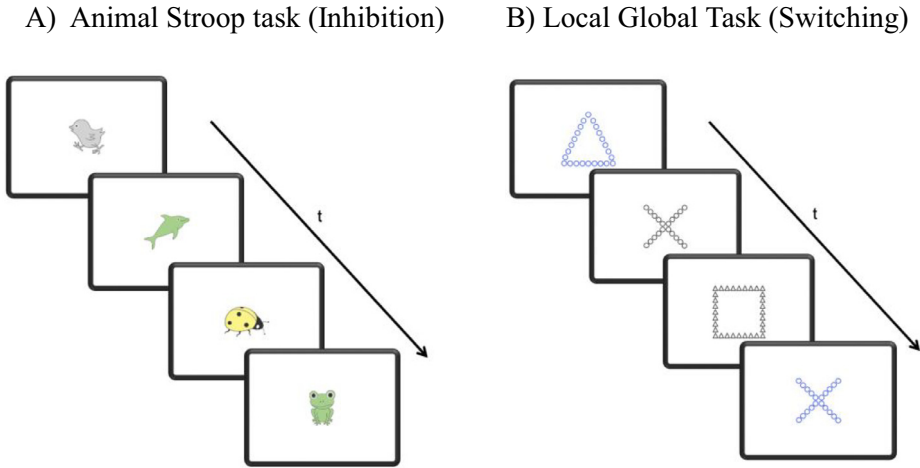 A) Animal Stroop task (Inhibition)
B) Local Global Task (Switching)
t
t